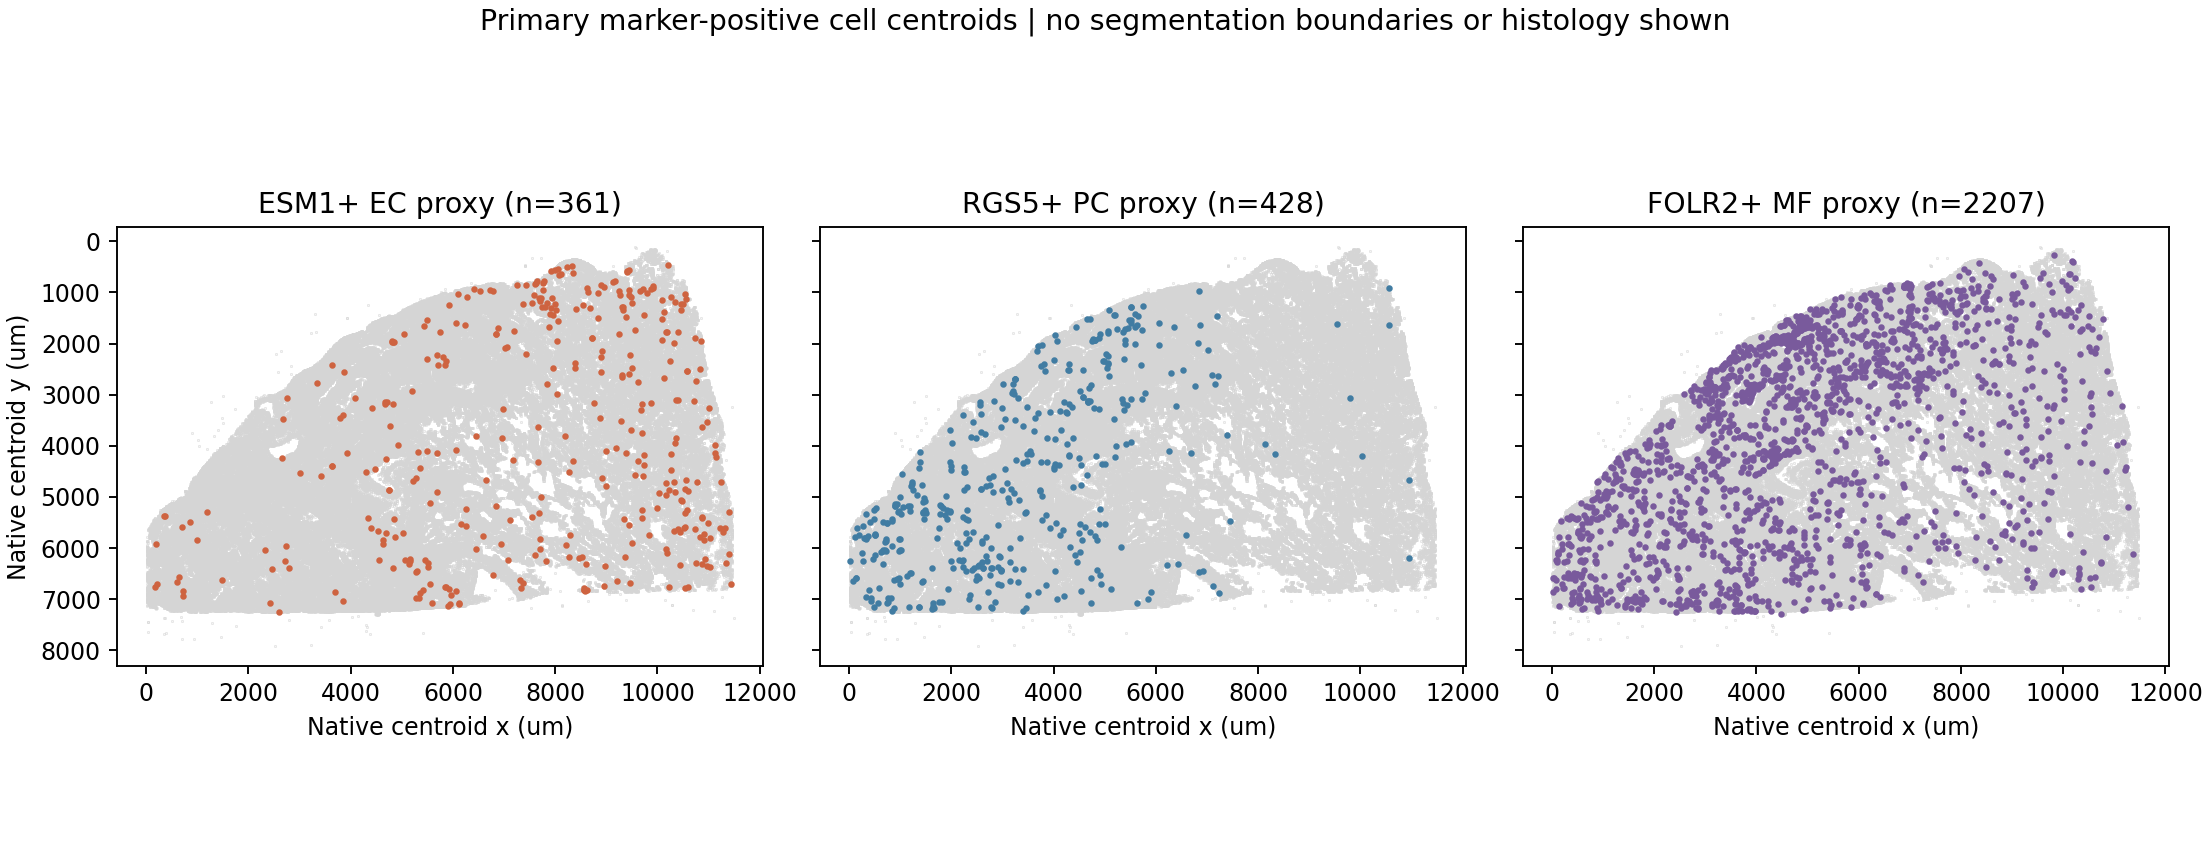 Primary marker-positive cell centroids | no segmentation boundaries or histology shown
ESM1+ EC proxy (n=361)
RGS5+ PC proxy (n=428)
FOLR2+ MF proxy (n=2207)
Native centroid y (um)
0
1000
2000
3000
4000
5000
6000
7000
8000
0 2000 4000 6000 8000 10000 12000
0 2000 4000 6000 8000 10000 12000
0 2000 4000 6000 8000 10000 12000
Native centroid x (um)
Native centroid x (um)
Native centroid x (um)